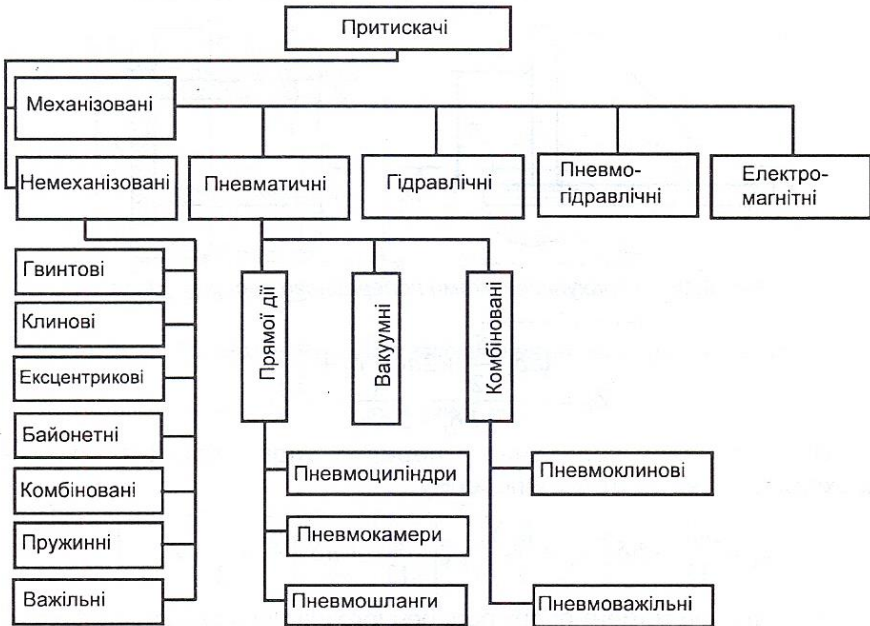 Притискачі
Механізовані
Немеханізовані
Пневматичні
Гідравлічні
Пневмо-
гідравлічні
Електро-
магнітні
Гвинтові
Клинові
Ексцентрикові
Байонетні
Комбіновані
Пружинні
Важільні
Прямої дії
Вакуумні
Комбіновані
Пневмоциліндри
Пневмокамери
Пневмошланги
Пневмоклинові
Пневмоважільні